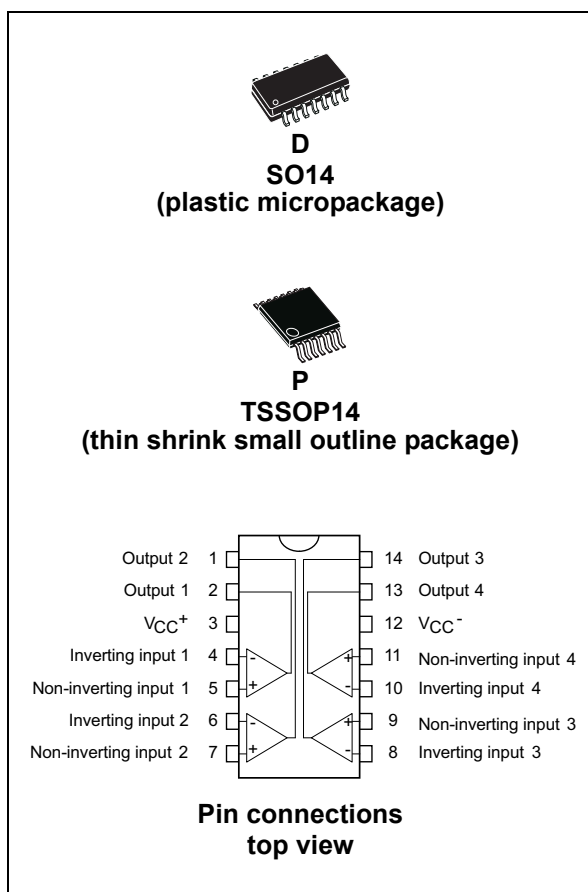 D
SO14
(plastic micropackage)
P
TSSOP14
(thin shrink small outline package)
Output 2 1 14 Output 3
Output 1 2 13 Output 4
VCC+ 3 12 VCC-
Inverting input 1 4 - + 11 Non-inverting input 4
Non-inverting input 1 5 + - 10 Inverting input 4
Inverting input 2 6 - + 9 Non-inverting input 3
Non-inverting input 2 7 + - 8 Inverting input 3
Pin connections
top view